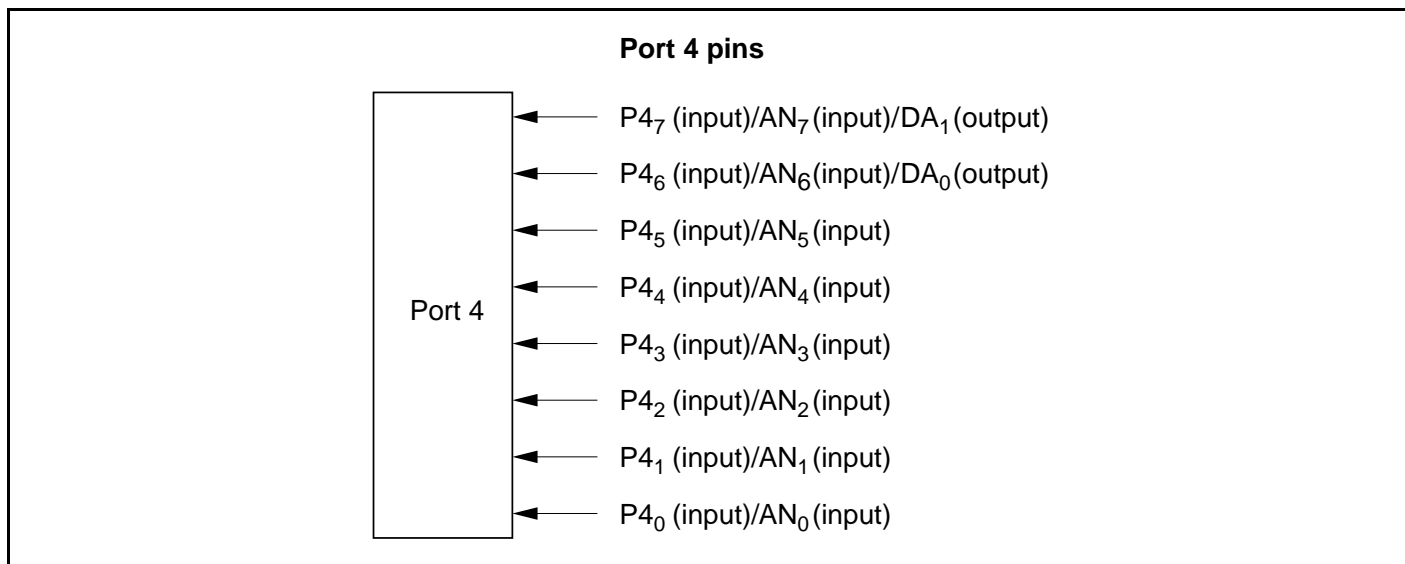 Port 4 pins
P4₇ (input)/AN₇(input)/DA₁(output)
P4₆ (input)/AN₆(input)/DA₀(output)
P4₅ (input)/AN₅(input)
P4₄ (input)/AN₄(input)
Port 4
P4₃ (input)/AN₃(input)
P4₂ (input)/AN₂(input)
P4₁ (input)/AN₁(input)
P4₀ (input)/AN₀(input)